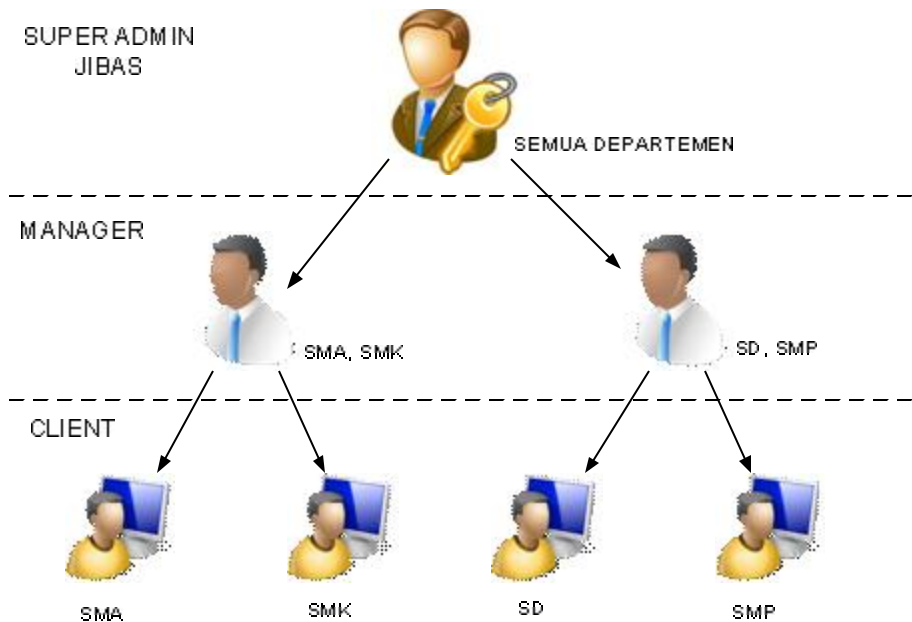 SUPER ADMIN
JIBAS
SEMUA DEPARTEMEN
MANAGER
SMA, SMK
SD, SMP
CLIENT
SMA
SMK
SD
SMP